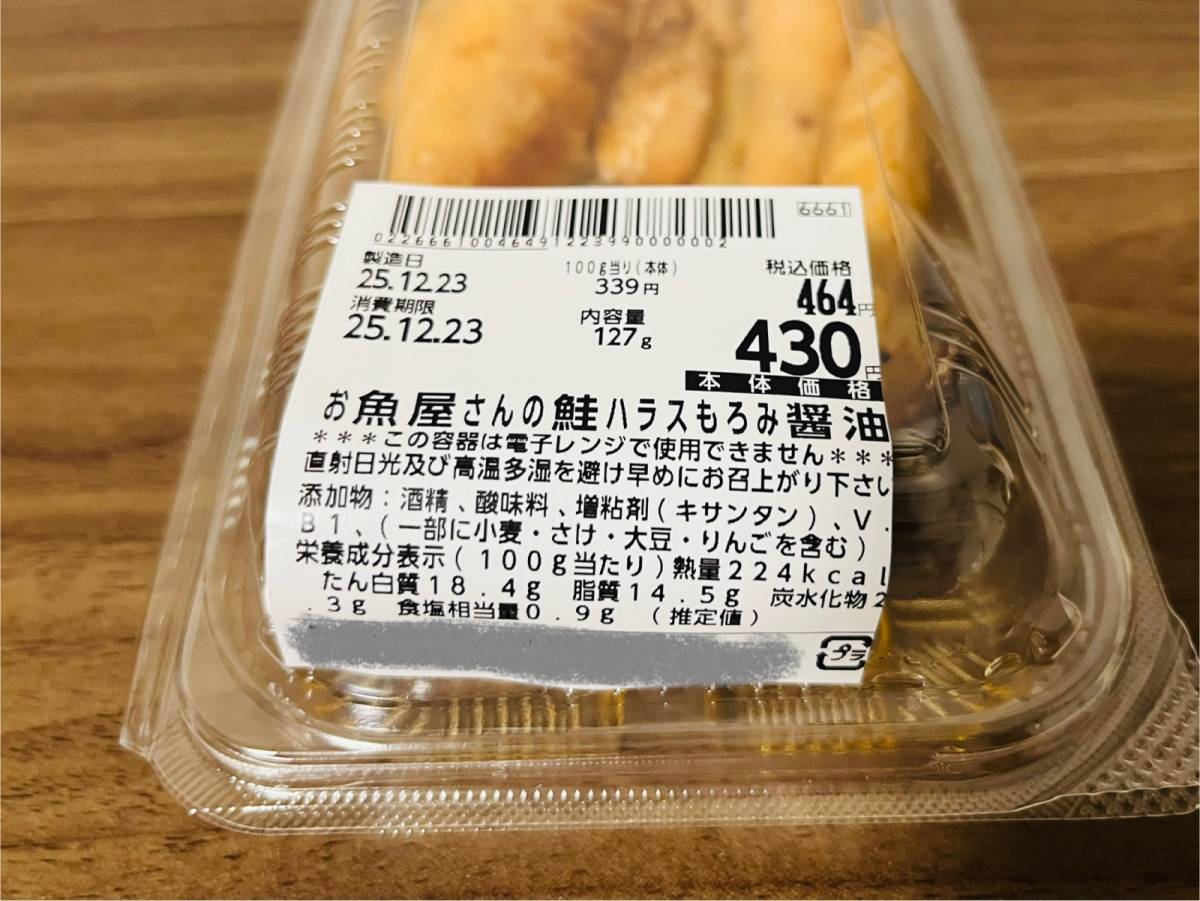 6661
0226661004649122399000000002
製造日 100g当り(本体) 税込価格
25.12.23 339円 464円
消費期限 内容量
25.12.23 127g 430円
本体価格
お魚屋さんの鮭ハラスもろみ醤油
***この容器は電子レンジで使用できません***
直射日光及び高温多湿を避け早めにお召上がり下さい
添加物:酒精、酸味料、増粘剤(キサンタン)、V.
B1、(一部に小麦・さけ・大豆・りんごを含む)
栄養成分表示(100g当たり)熱量224kcal
たん白質18.4g 脂質14.5g 炭水化物2
.3g 食塩相当量0.9g (推定値)
プラ